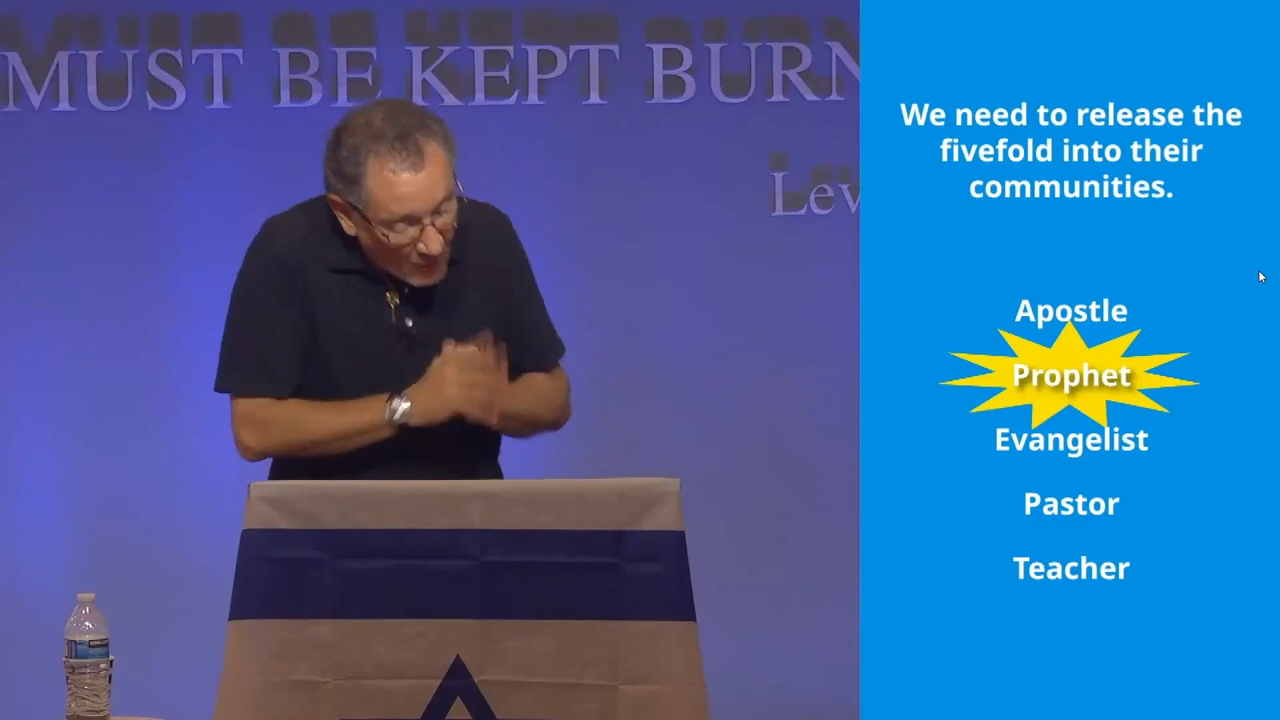 MUST BE KEPT BURN
Lev
We need to release the
fivefold into their
communities.
Apostle
Prophet
Evangelist
Pastor
Teacher